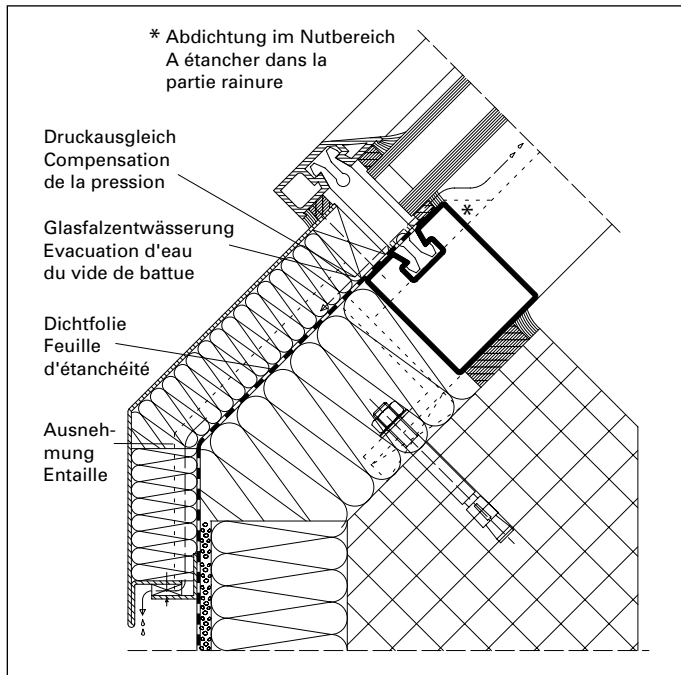 * Abdichtung im Nutbereich
A étancher dans la
partie rainure
Druckausgleich
Compensation
de la pression
Glasfalzentwässerung
Evacuation d'eau
du vide de battue
Dichtfolie
Feuille
d'étanchéité
Ausneh-
mung
Entaille
*